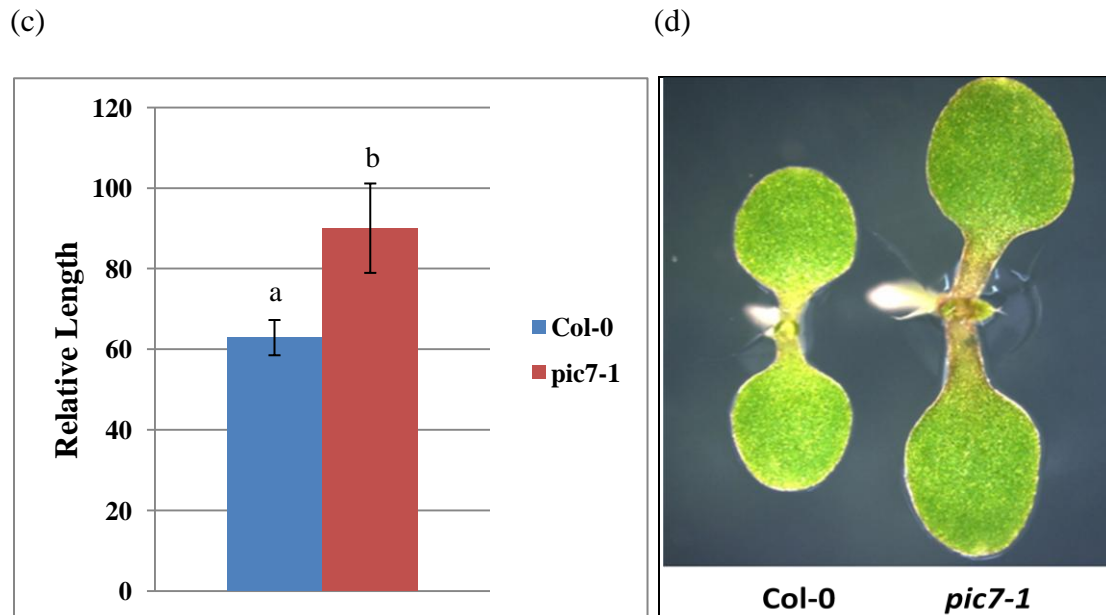 (c)
(d)
120
100
80
60
40
20
0
Relative Length
a
b
Col-0
pic7-1
Col-0
pic7-1